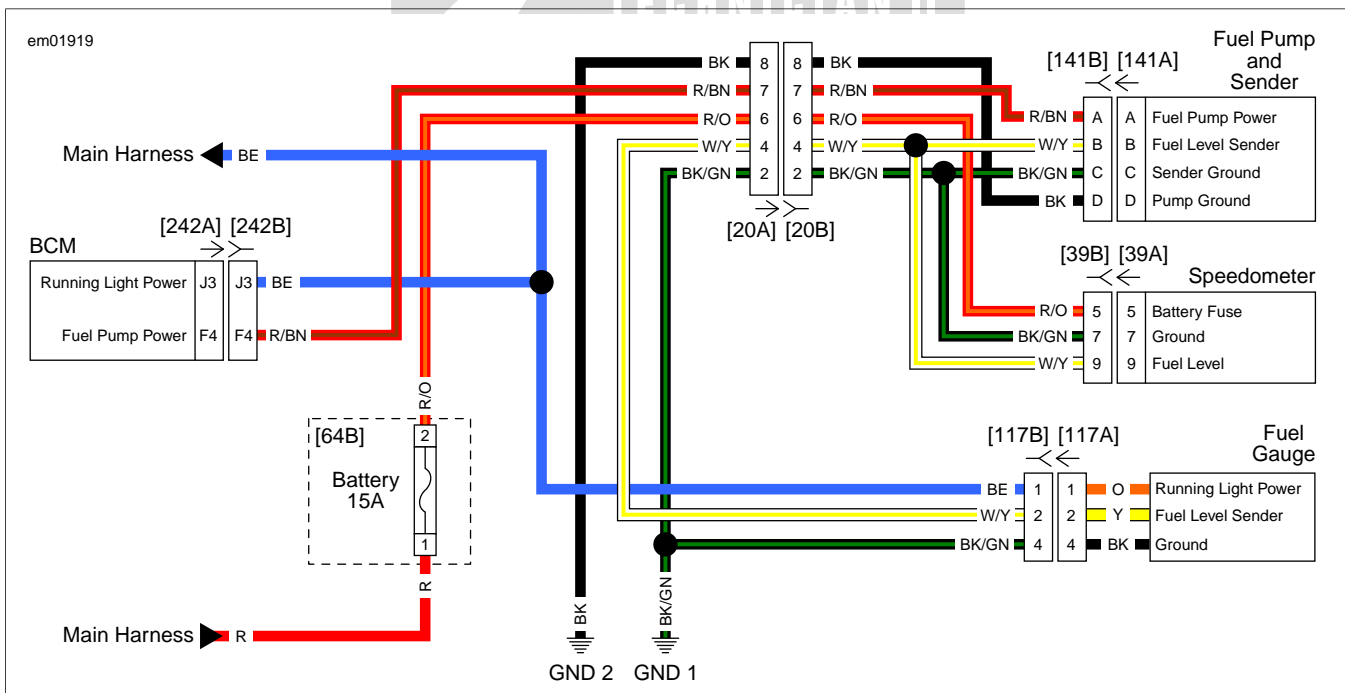 TECHNICIAN
em01919
Fuel Pump
and
Sender
[141B] [141A]
BK 8 8 BK
R/BN 7 7 R/BN
R/O 6 6 R/O
W/Y 4 4 W/Y
BK/GN 2 2 BK/GN
[20A] [20B]
R/BN A A Fuel Pump Power
W/Y B B Fuel Level Sender
BK/GN C C Sender Ground
BK D D Pump Ground
Main Harness BE
[242A] [242B]
BCM
Running Light Power J3 J3 BE
Fuel Pump Power F4 F4 R/BN
[39B] [39A]
Speedometer
R/O 5 5 Battery Fuse
BK/GN 7 7 Ground
W/Y 9 9 Fuel Level
R/O
[64B]
2
Battery
15A
1
R
[117B] [117A]
Fuel
Gauge
BE 1 1 O Running Light Power
W/Y 2 2 Y Fuel Level Sender
BK/GN 4 4 BK Ground
Main Harness R
BK
BK/GN
GND 2 GND 1